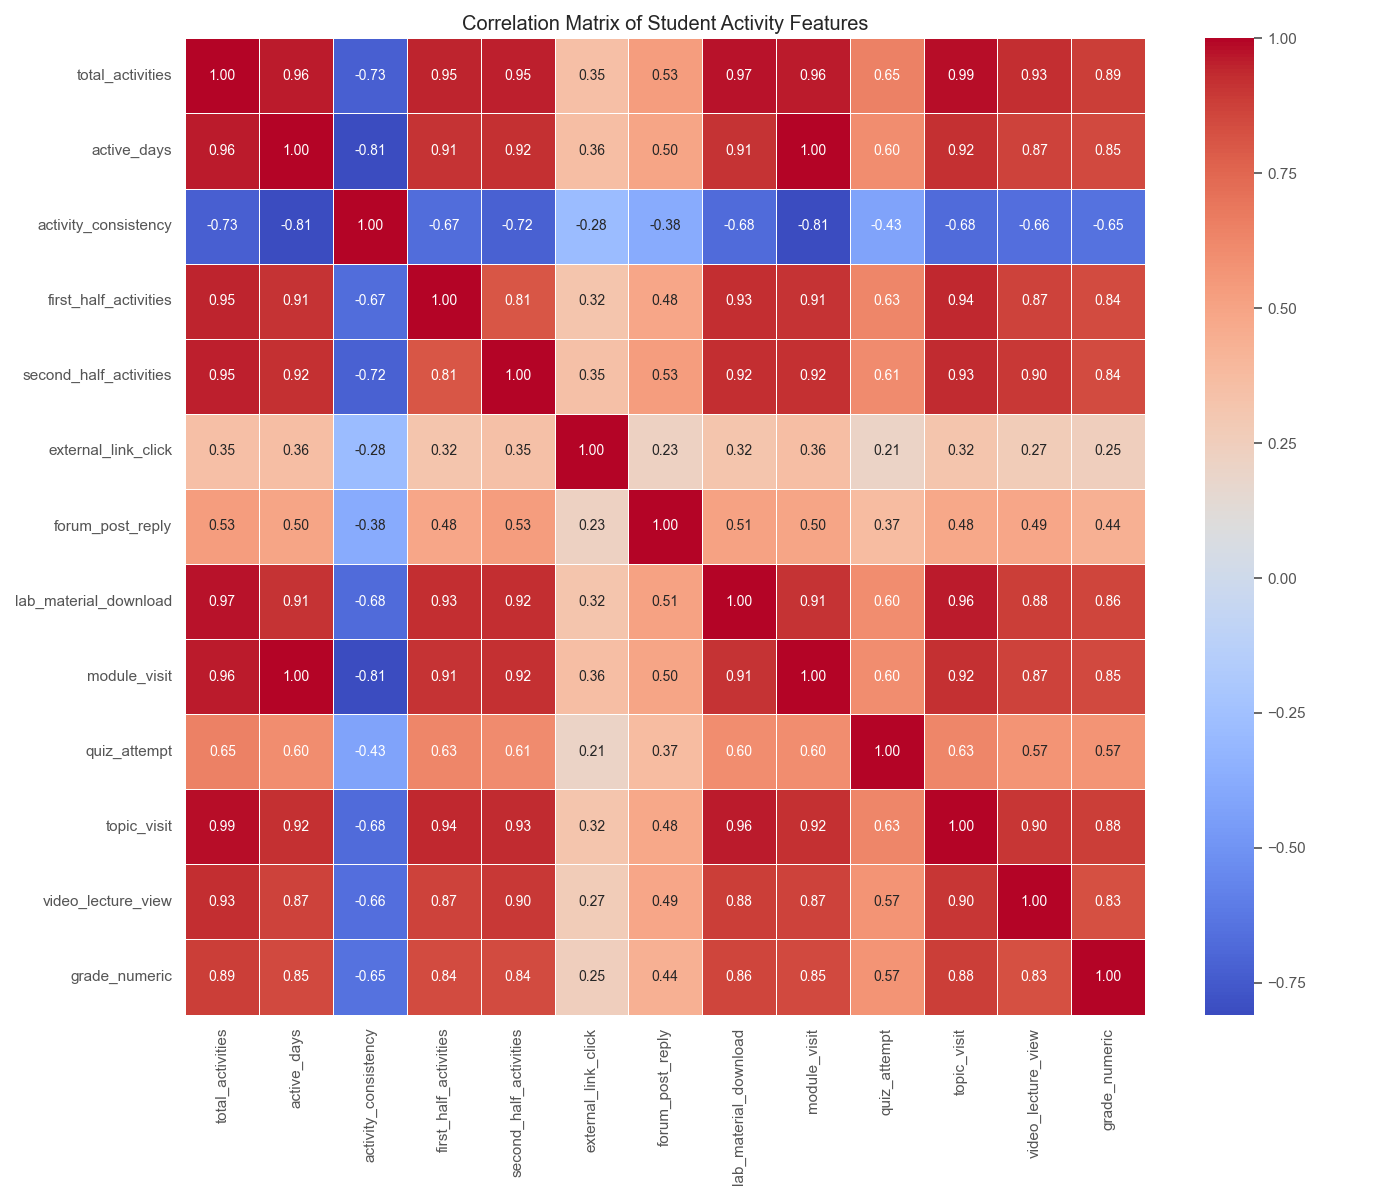 Correlation Matrix of Student Activity Features
total_activities 1.00 0.96 -0.73 0.95 0.95 0.35 0.53 0.97 0.96 0.65 0.99 0.93 0.89
active_days 0.96 1.00 -0.81 0.91 0.92 0.36 0.50 0.91 1.00 0.60 0.92 0.87 0.85
activity_consistency -0.73 -0.81 1.00 -0.67 -0.72 -0.28 -0.38 -0.68 -0.81 -0.43 -0.68 -0.66 -0.65
first_half_activities 0.95 0.91 -0.67 1.00 0.81 0.32 0.48 0.93 0.91 0.63 0.94 0.87 0.84
second_half_activities 0.95 0.92 -0.72 0.81 1.00 0.35 0.53 0.92 0.92 0.61 0.93 0.90 0.84
external_link_click 0.35 0.36 -0.28 0.32 0.35 1.00 0.23 0.32 0.36 0.21 0.32 0.27 0.25
forum_post_reply 0.53 0.50 -0.38 0.48 0.53 0.23 1.00 0.51 0.50 0.37 0.48 0.49 0.44
lab_material_download 0.97 0.91 -0.68 0.93 0.92 0.32 0.51 1.00 0.91 0.60 0.96 0.88 0.86
module_visit 0.96 1.00 -0.81 0.91 0.92 0.36 0.50 0.91 1.00 0.60 0.92 0.87 0.85
quiz_attempt 0.65 0.60 -0.43 0.63 0.61 0.21 0.37 0.60 0.60 1.00 0.63 0.57 0.57
topic_visit 0.99 0.92 -0.68 0.94 0.93 0.32 0.48 0.96 0.92 0.63 1.00 0.90 0.88
video_lecture_view 0.93 0.87 -0.66 0.87 0.90 0.27 0.49 0.88 0.87 0.57 0.90 1.00 0.83
grade_numeric 0.89 0.85 -0.65 0.84 0.84 0.25 0.44 0.86 0.85 0.57 0.88 0.83 1.00
total_activities
active_days
activity_consistency
first_half_activities
second_half_activities
external_link_click
forum_post_reply
lab_material_download
module_visit
quiz_attempt
topic_visit
video_lecture_view
grade_numeric
1.00
0.75
0.50
0.25
0.00
−0.25
−0.50
−0.75